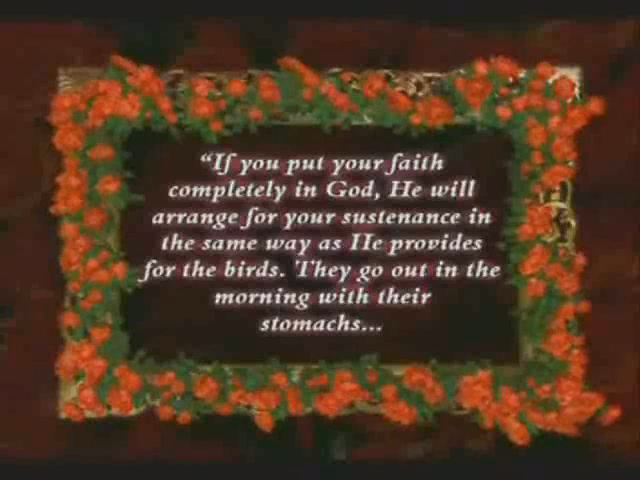 “If you put your faith
completely in God, He will
arrange for your sustenance in
the same way as He provides
for the birds. They go out in the
morning with their
stomachs...